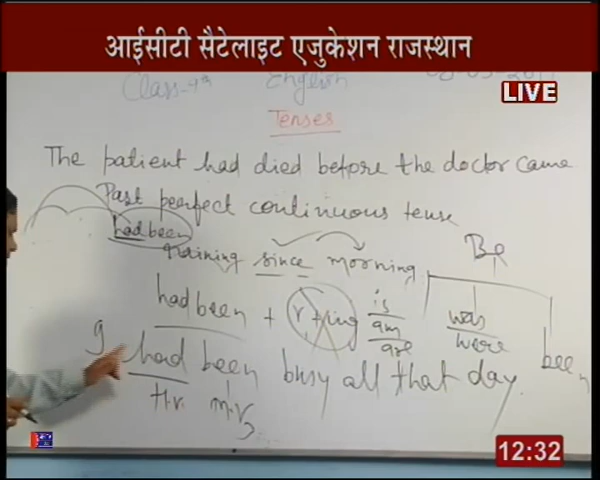 आईसीटी सैटेलाइट एजुकेशन राजस्थान
Class-9th English
LIVE
Tenses
The patient had died before the doctor came
Past perfect continuous tense
had been
raining since morning
Be
had been + v1+ing is am are was were been
g had been busy all that day.
H.v. m.v
12:32